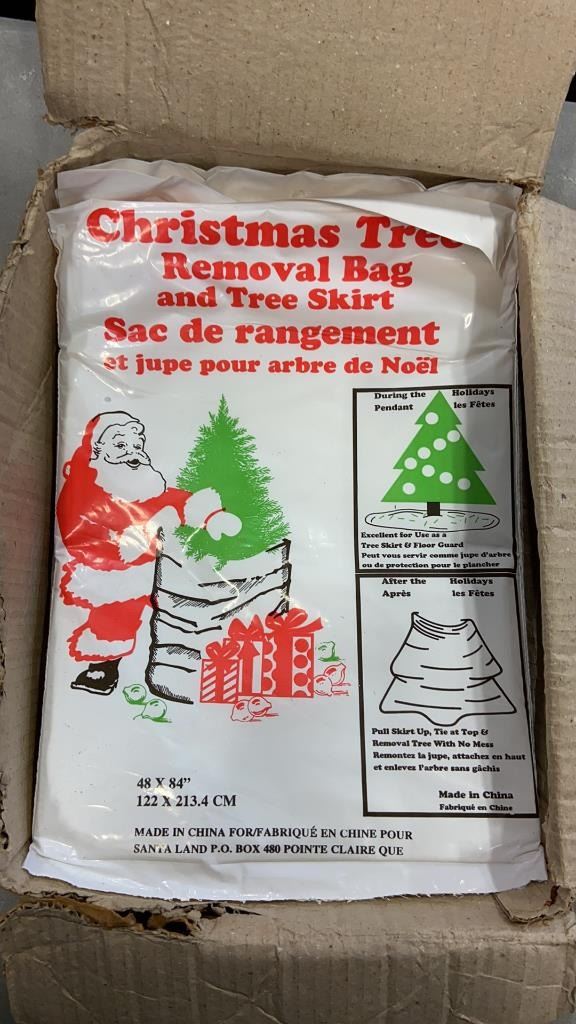 Christmas Tree
Removal Bag
and Tree Skirt
Sac de rangement
et jupe pour arbre de Noël
During the Holidays
Pendant les Fêtes
Excellent for Use as a
Tree Skirt & Floor Guard
Peut vous servir comme jupe d'arbre
ou de protection pour le plancher
After the Holidays
Après les Fêtes
Pull Skirt Up, Tie at Top &
Removal Tree With No Mess
Remontez la jupe, attachez en haut
et enlevez l'arbre sans gâchis
Made in China
Fabriqué en Chine
48 X 84”
122 X 213.4 CM
MADE IN CHINA FOR/FABRIQUÉ EN CHINE POUR
SANTA LAND P.O. BOX 480 POINTE CLAIRE QUE